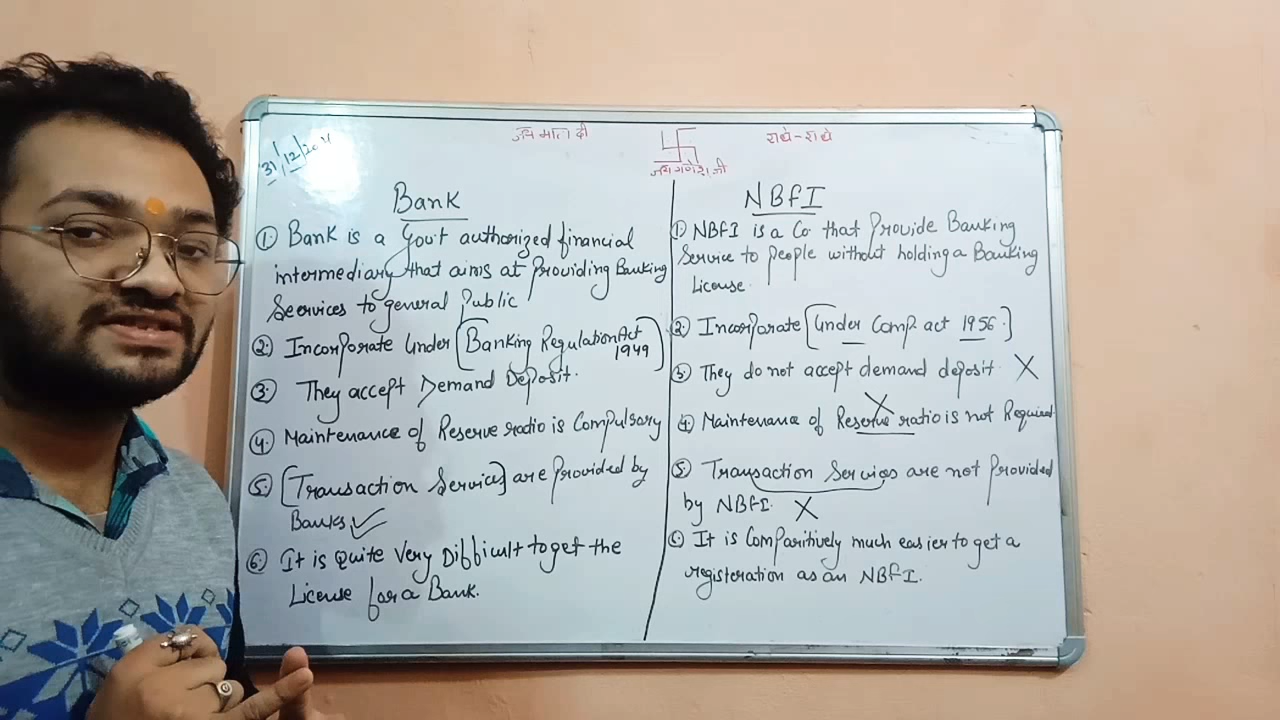 31/12/2024
जय माता दी
राधे-राधे
जय गणेश जी
Bank
① Bank is a Gov't authorized financial
intermediary that aims at Providing Banking
Services to general Public
② Incorporate Under [Banking Regulation Act
1949]
③ They accept Demand Deposit.
④ Maintenance of Reserve ratio is Compulsory
⑤ [Transaction Services] are Provided by
Banks ✓
⑥ It is Quite Very Difficult to get the
License for a Bank.
NBFI
① NBFI is a Co that Provide Banking
Service to People without holding a Banking
License.
② Incorporate [Under Comp. act 1956.]
③ They do not accept demand deposit. X
④ Maintenance of Reserve ratio is not Required
X
⑤ Transaction Services are not Provided
by NBFI. X
⑥ It is Comparitively much easier to get a
registeration as an NBFI.